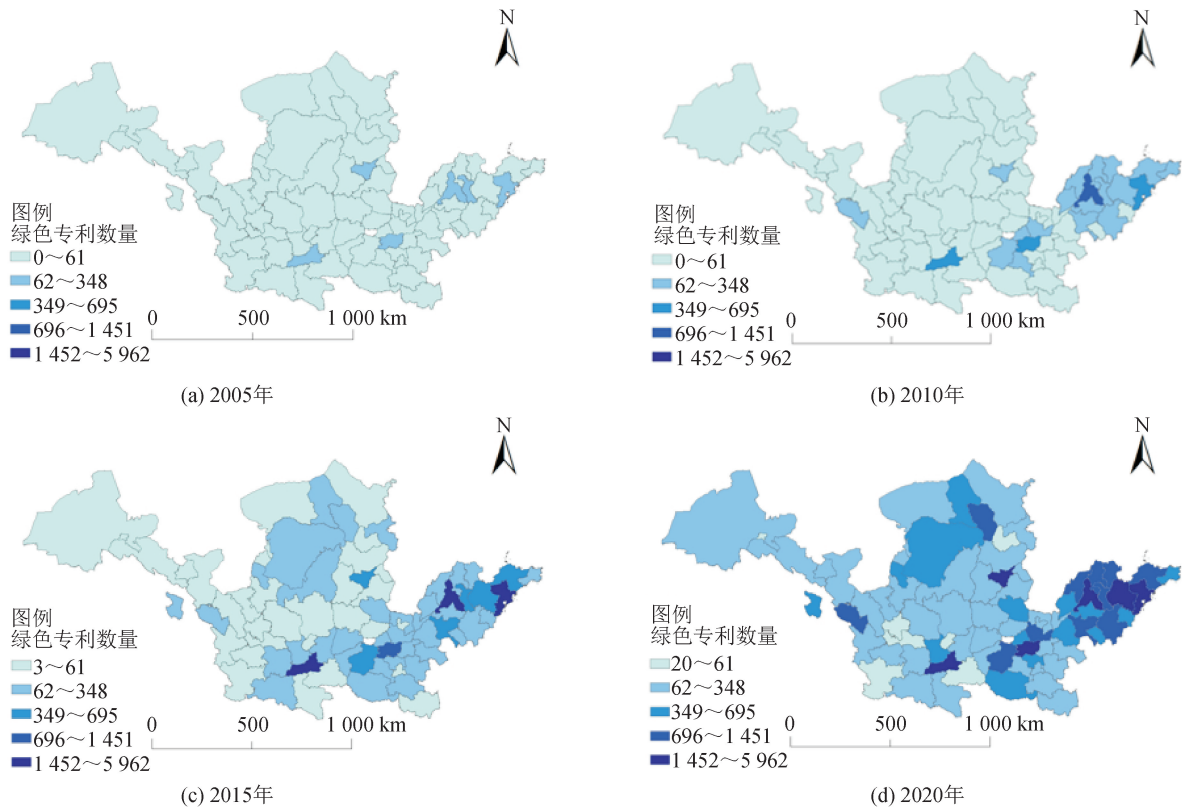 N
图例
绿色专利数量
0～61
62～348
349～695
696～1 451
1 452～5 962
0 500 1 000 km
(a) 2005年
N
图例
绿色专利数量
0～61
62～348
349～695
696～1 451
1 452～5 962
0 500 1 000 km
(b) 2010年
N
图例
绿色专利数量
3～61
62～348
349～695
696～1 451
1 452～5 962
0 500 1 000 km
(c) 2015年
N
图例
绿色专利数量
20～61
62～348
349～695
696～1 451
1 452～5 962
0 500 1 000 km
(d) 2020年